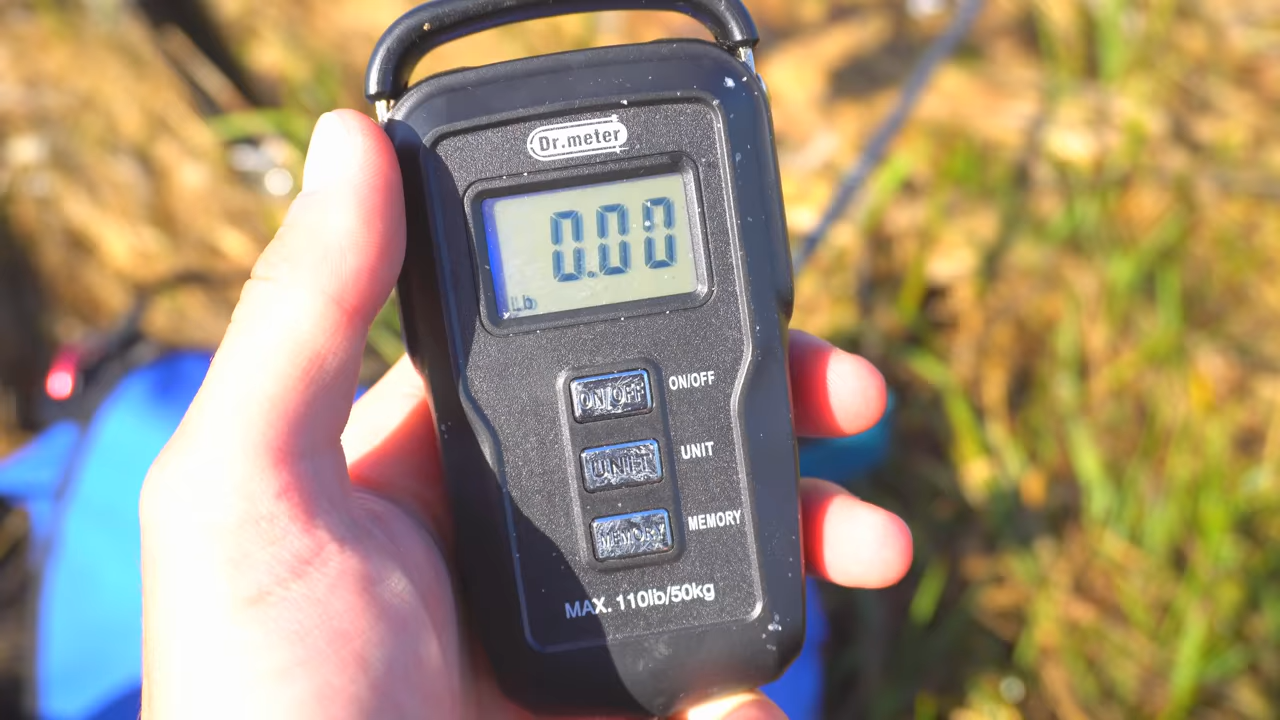 Dr.meter
0.00
Lb
ON/OFF ON/OFF
UNIT UNIT
MEMORY MEMORY
MAX. 110lb/50kg